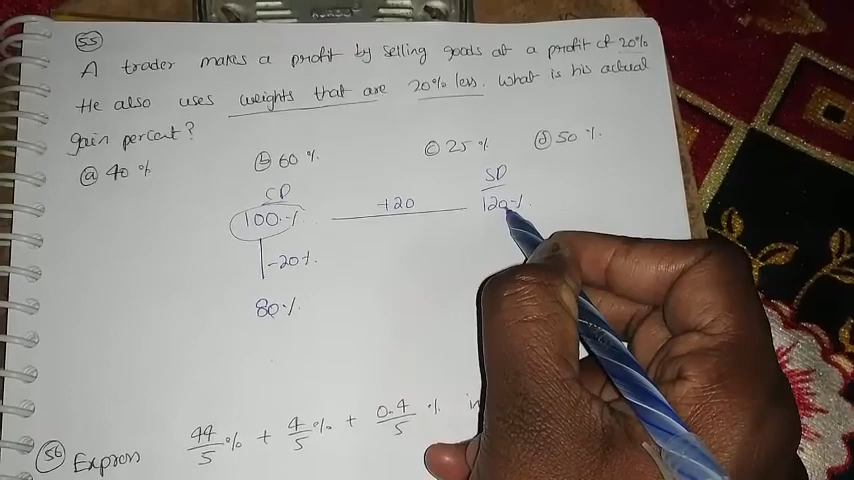 55
A trader makes a profit by selling goods at a profit of 20%
He also uses weights that are 20% less. What is his actual
gain percent?
(a) 40 % (b) 60 % (c) 25 % (d) 50 %.
CP SP
100% +20 120%.
-20%.
80%
56 Express 44/5 % + 4/5 % + 0.4/5 %